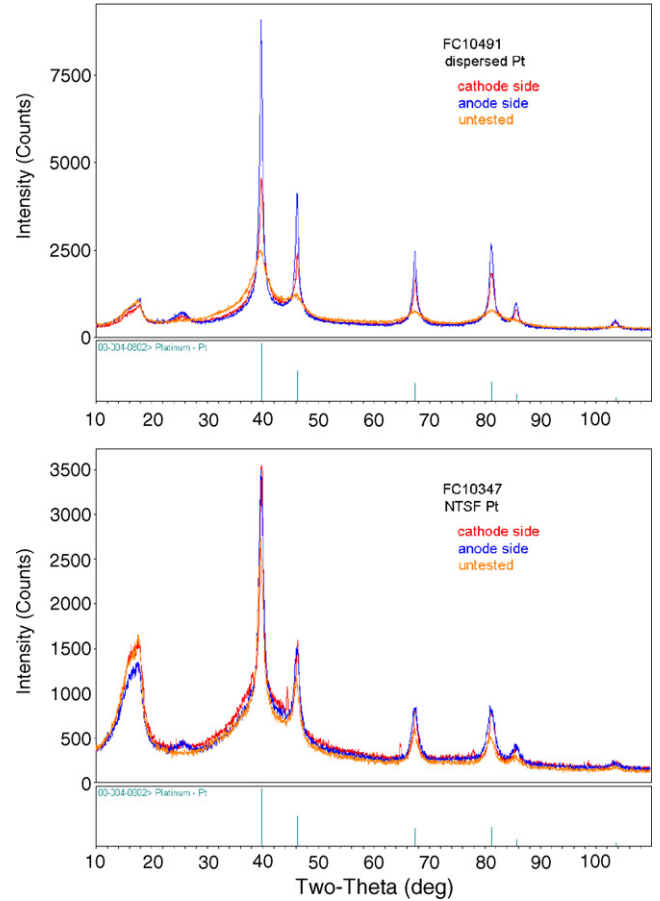 FC10491
dispersed Pt
cathode side
anode side
untested
Intensity (Counts)
7500
5000
2500
0
00-004-0802> Platinum - Pt
10 20 30 40 50 60 70 80 90 100
FC10347
NTSF Pt
cathode side
anode side
untested
Intensity (Counts)
3500
3000
2500
2000
1500
1000
500
0
00-004-0802> Platinum - Pt
10 20 30 40 50 60 70 80 90 100
Two-Theta (deg)